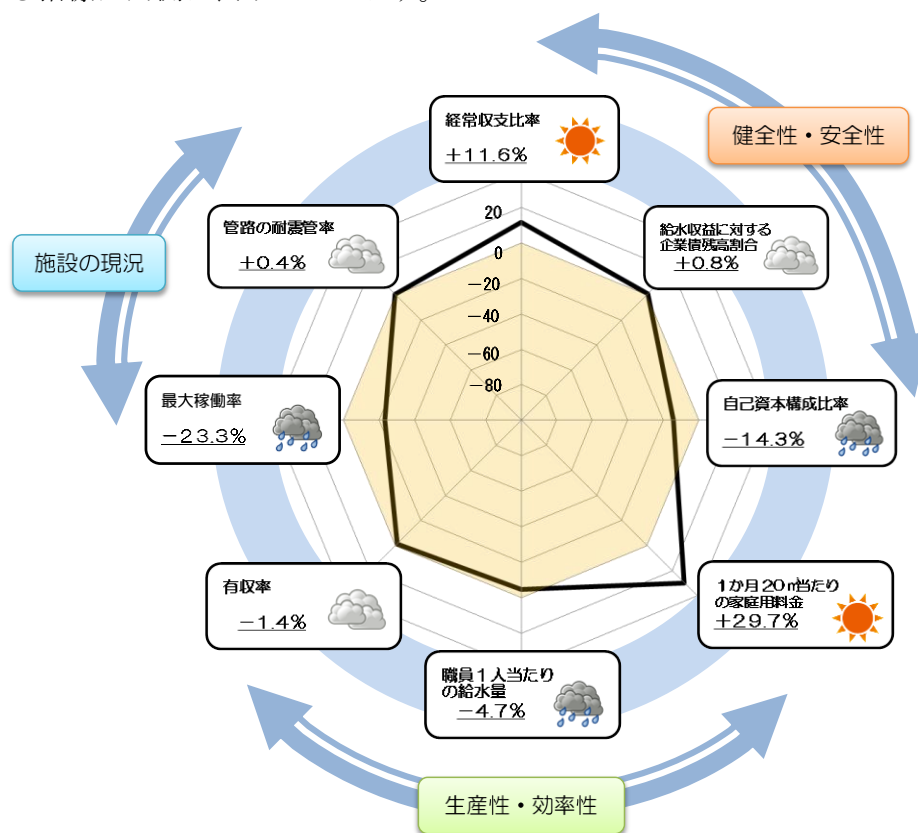 経常収支比率
+11.6%
健全性・安全性
管路の耐震管率
+0.4%
給水収益に対する
企業債残高割合
+0.8%
施設の現況
20
0
−20
−40
−60
−80
最大稼働率
−23.3%
自己資本構成比率
−14.3%
有収率
−1.4%
1か月20㎥当たり
の家庭用料金
+29.7%
職員1人当たり
の給水量
−4.7%
生産性・効率性